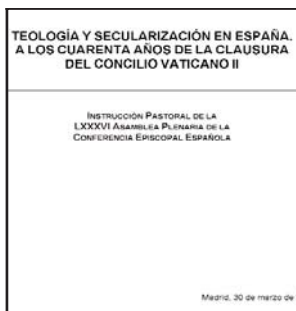 TEOLOGÍA Y SECULARIZACIÓN EN ESPAÑA.
A LOS CUARENTA AÑOS DE LA CLAUSURA
DEL CONCILIO VATICANO II
INSTRUCCIÓN PASTORAL DE LA
LXXXVI ASAMBLEA PLENARIA DE LA
CONFERENCIA EPISCOPAL ESPAÑOLA
Madrid, 30 de marzo de